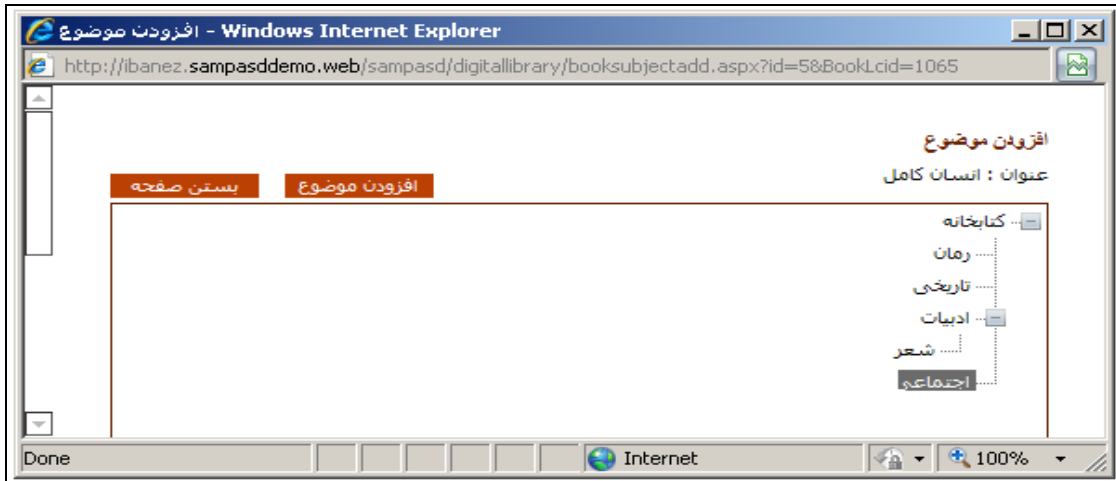 افزودن موضوع - Windows Internet Explorer
http://ibanez.sampasddemo.web/sampasd/digitallibrary/booksubjectadd.aspx?id=5&BookLcid=1065
افزودن موضوع
عنوان : انسان کامل
افزودن موضوع بستن صفحه
کتابخانه
رمان
تاریخی
ادبیات
شعر
اجتماعی
Done Internet 100%